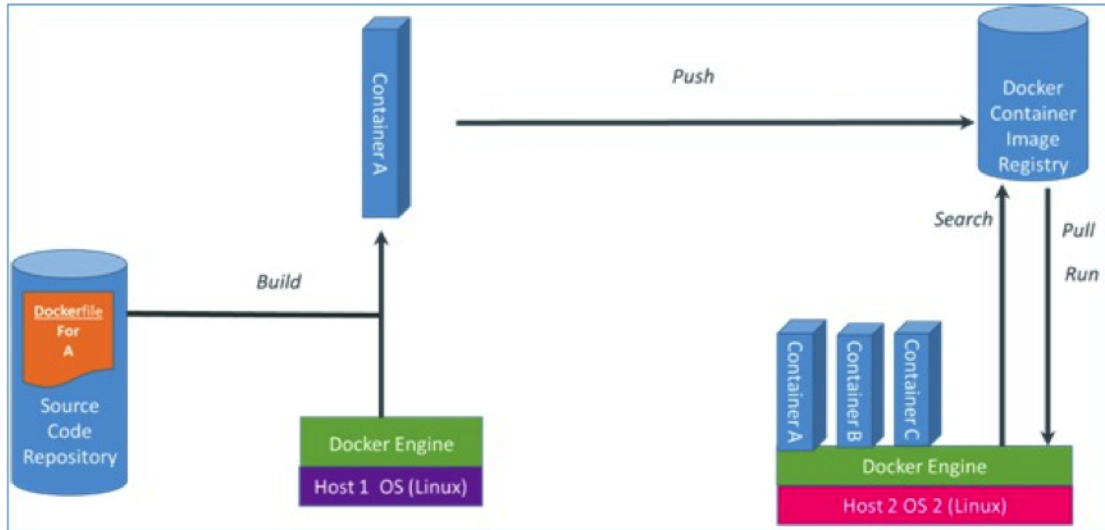 Container A
Push
Docker
Container
Image
Registry
Search
Pull
Run
Build
Dockerfile
For
A
Source
Code
Repository
Docker Engine
Host 1 OS (Linux)
Container A
Container B
Container C
Docker Engine
Host 2 OS 2 (Linux)